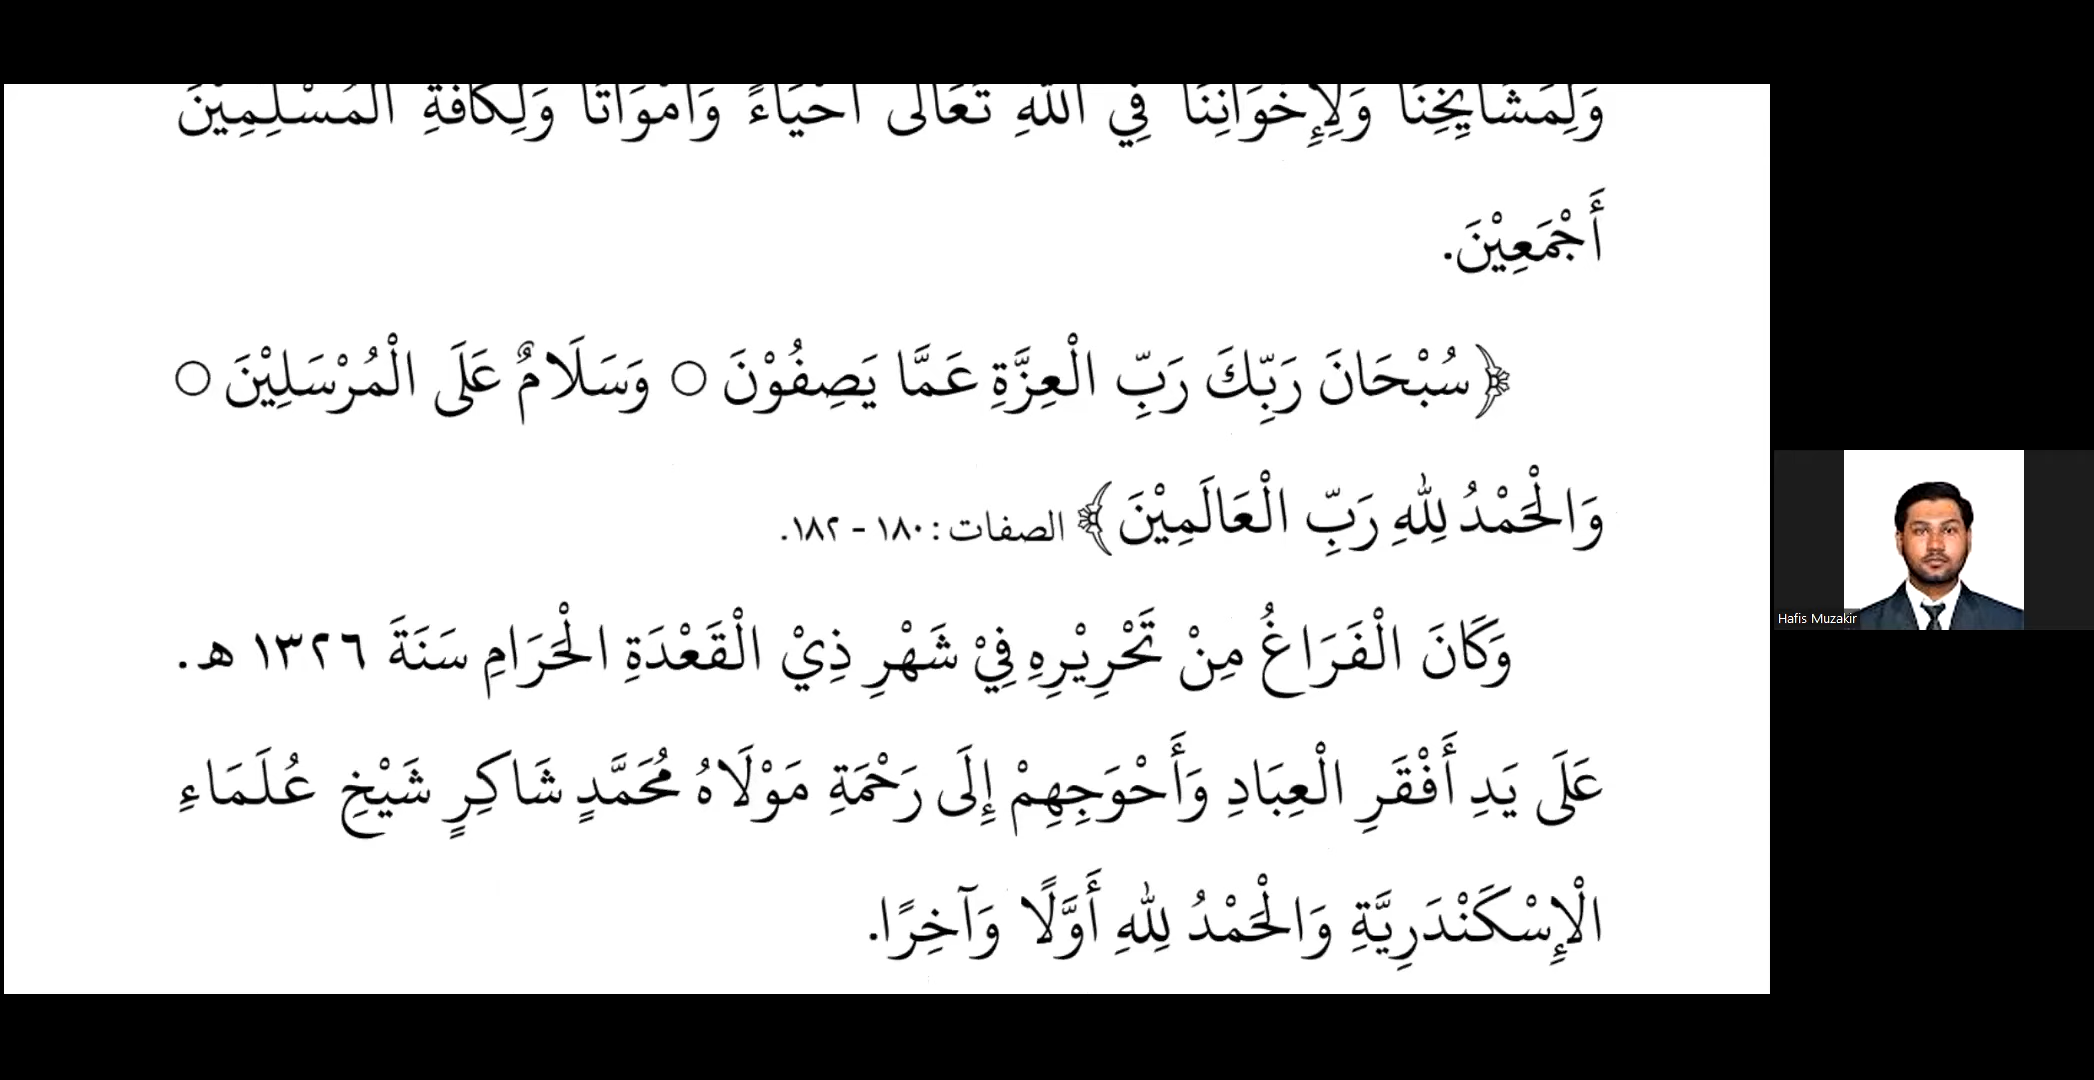 وَلِمَشَايِخِنَا وَلِإِخْوَانِنَا فِي اللهِ تَعَالَى أَحْيَاءً وَأَمْوَاتًا وَلِكَافَّةِ الْمُسْلِمِيْنَ
أَجْمَعِيْنَ.
﴿سُبْحَانَ رَبِّكَ رَبِّ الْعِزَّةِ عَمَّا يَصِفُوْنَ ○ وَسَلَامٌ عَلَى الْمُرْسَلِيْنَ ○
وَالْحَمْدُ لِلّٰهِ رَبِّ الْعَالَمِيْنَ﴾ الصفات: ١٨٠ - ١٨٢.
وَكَانَ الْفَرَاغُ مِنْ تَحْرِيْرِهِ فِيْ شَهْرِ ذِيْ الْقَعْدَةِ الْحَرَامِ سَنَةَ ١٣٢٦ هـ.
عَلَى يَدِ أَفْقَرِ الْعِبَادِ وَأَحْوَجِهِمْ إِلَى رَحْمَةِ مَوْلَاهُ مُحَمَّدٍ شَاكِرٍ شَيْخِ عُلَمَاءِ
الْإِسْكَنْدَرِيَّةِ وَالْحَمْدُ لِلّٰهِ أَوَّلًا وَآخِرًا.
Hafis Muzakir